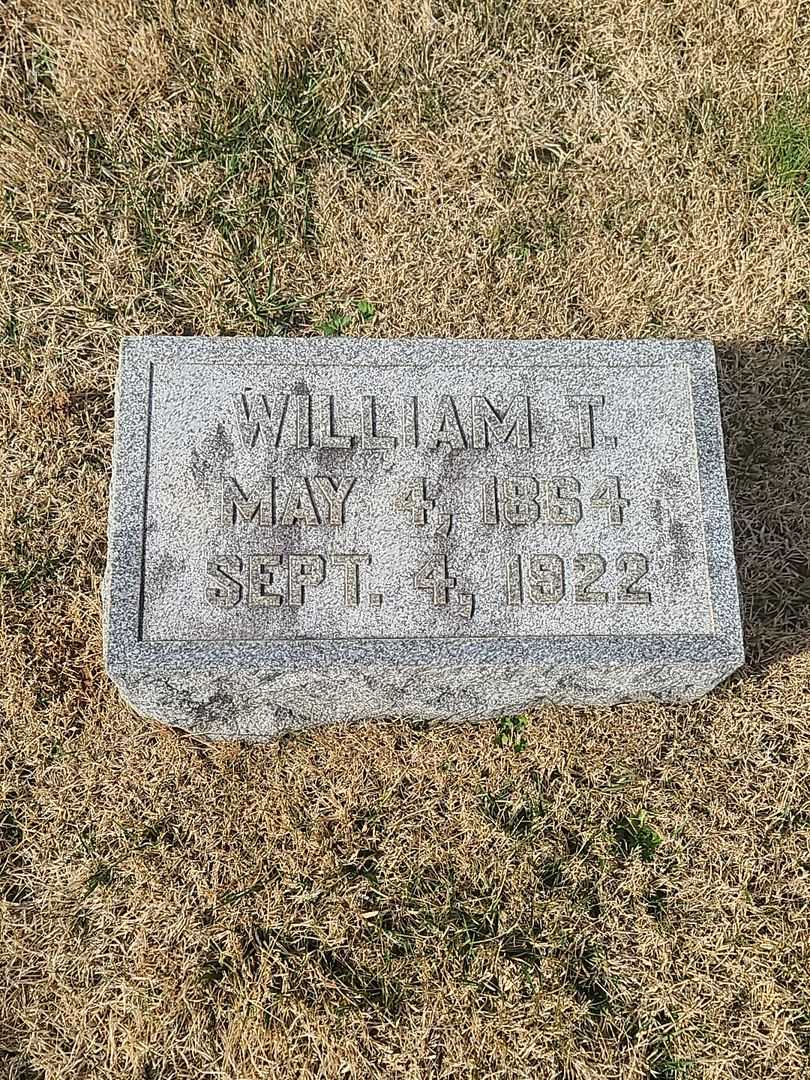 WILLIAM T.
MAY 4, 1864
SEPT. 4, 1922